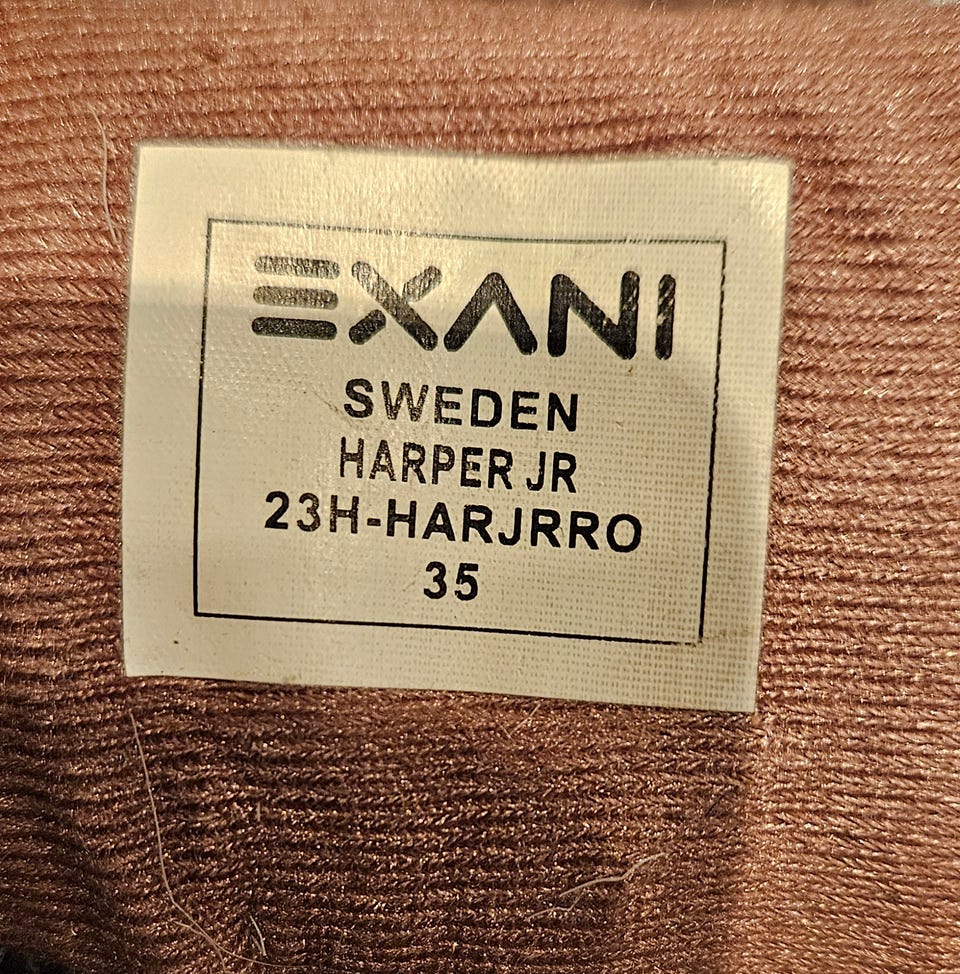 EXANI
SWEDEN
HARPER JR
23H-HARJRRO
35